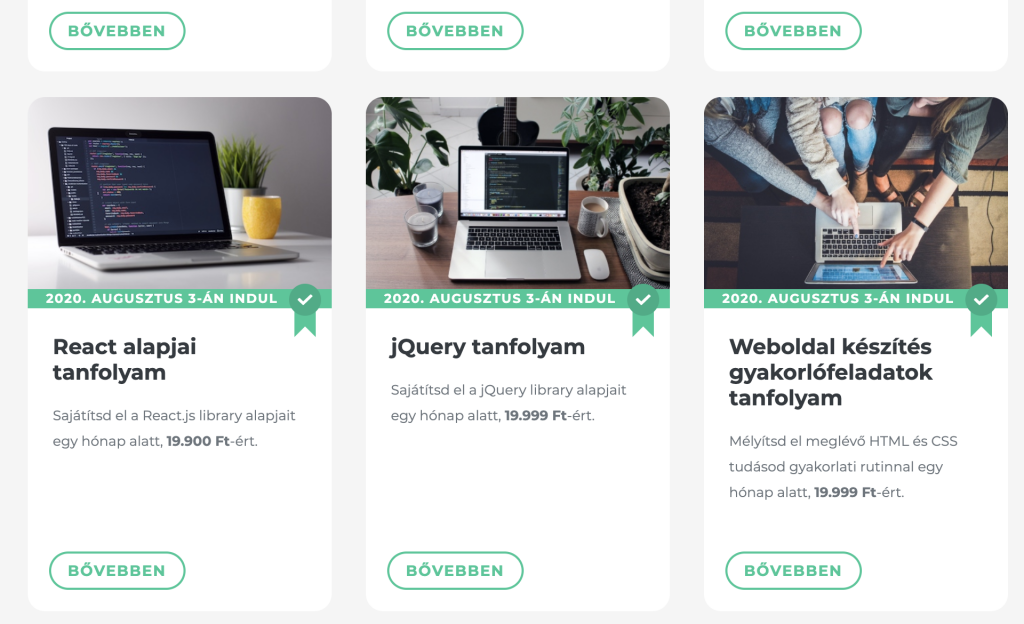 BŐVEBBEN
BŐVEBBEN
BŐVEBBEN
2020. AUGUSZTUS 3-ÁN INDUL
React alapjai
tanfolyam
Sajátítsd el a React.js library alapjait
egy hónap alatt, 19.900 Ft-ért.
BŐVEBBEN
2020. AUGUSZTUS 3-ÁN INDUL
jQuery tanfolyam
Sajátítsd el a jQuery library alapjait
egy hónap alatt, 19.999 Ft-ért.
BŐVEBBEN
2020. AUGUSZTUS 3-ÁN INDUL
Weboldal készítés
gyakorlófeladatok
tanfolyam
Mélyítsd el meglévő HTML és CSS
tudásod gyakorlati rutinnal egy
hónap alatt, 19.999 Ft-ért.
BŐVEBBEN